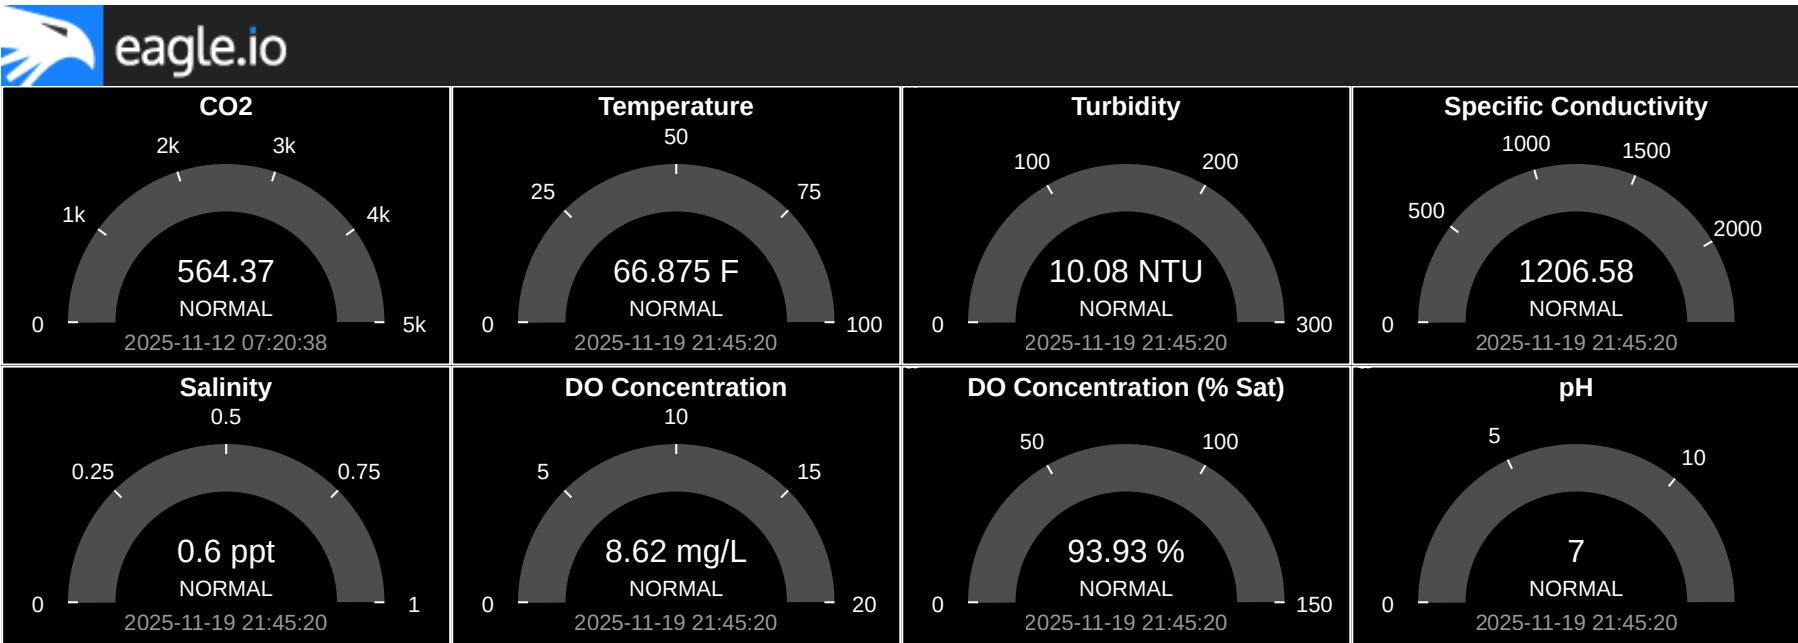 eagle.io
CO2
0
1k
2k
3k
4k
5k
564.37
NORMAL
2025-11-12 07:20:38
Temperature
0
25
50
75
100
66.875 F
NORMAL
2025-11-19 21:45:20
Turbidity
0
100
200
300
10.08 NTU
NORMAL
2025-11-19 21:45:20
Specific Conductivity
0
500
1000
1500
2000
1206.58
NORMAL
2025-11-19 21:45:20
Salinity
0
0.25
0.5
0.75
1
0.6 ppt
NORMAL
2025-11-19 21:45:20
DO Concentration
0
5
10
15
20
8.62 mg/L
NORMAL
2025-11-19 21:45:20
DO Concentration (% Sat)
0
50
100
150
93.93 %
NORMAL
2025-11-19 21:45:20
pH
0
5
10
7
NORMAL
2025-11-19 21:45:20